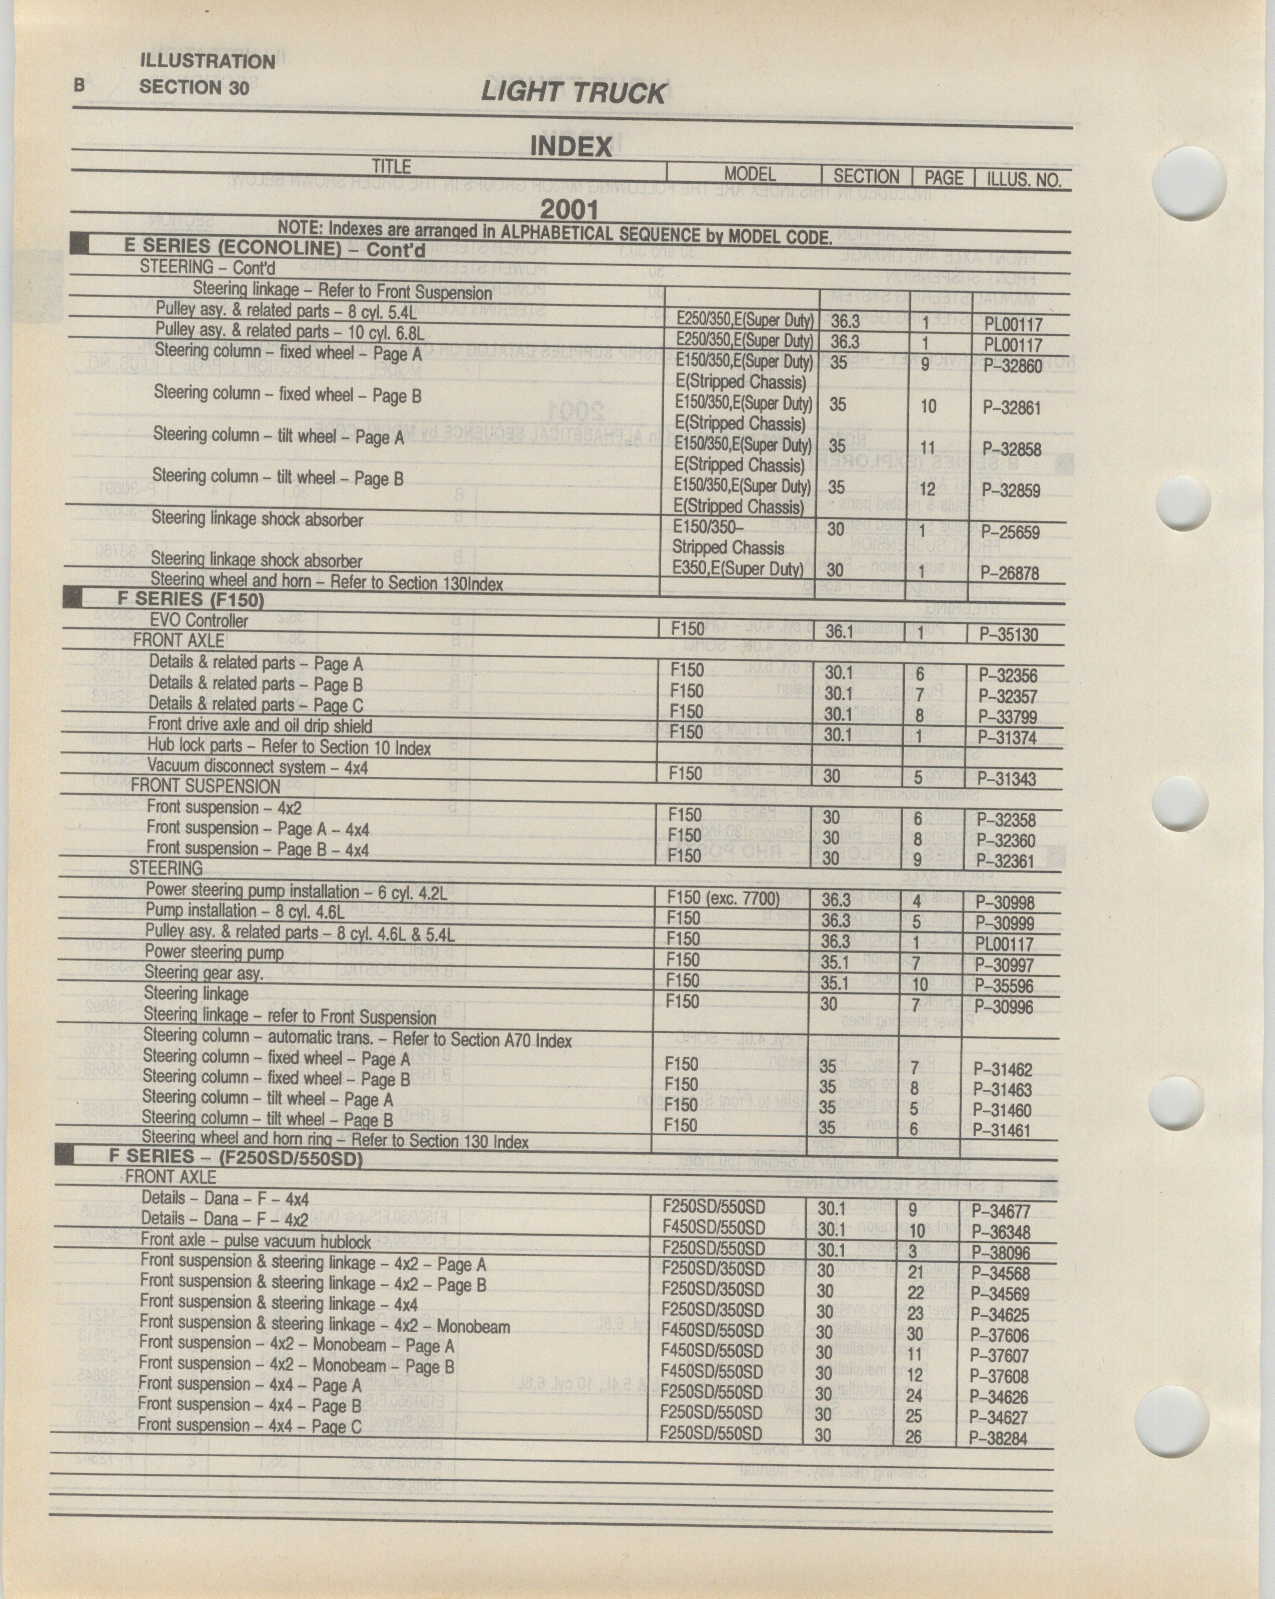 ILLUSTRATION
B SECTION 30 LIGHT TRUCK
INDEX
TITLE MODEL SECTION PAGE ILLUS. NO.
2001
NOTE: Indexes are arranged in ALPHABETICAL SEQUENCE by MODEL CODE.
E SERIES (ECONOLINE) – Cont'd
STEERING – Cont'd
Steering linkage – Refer to Front Suspension
Pulley asy. & related parts – 8 cyl. 5.4L E250/350,E(Super Duty) 36.3 1 PL00117
Pulley asy. & related parts – 10 cyl. 6.8L E250/350,E(Super Duty) 36.3 1 PL00117
Steering column – fixed wheel – Page A E150/350,E(Super Duty) 35 9 P–32860
E(Stripped Chassis)
Steering column – fixed wheel – Page B E150/350,E(Super Duty) 35 10 P–32861
E(Stripped Chassis)
Steering column – tilt wheel – Page A E150/350,E(Super Duty) 35 11 P–32858
E(Stripped Chassis)
Steering column – tilt wheel – Page B E150/350,E(Super Duty) 35 12 P–32859
E(Stripped Chassis)
Steering linkage shock absorber E150/350– 30 1 P–25659
Stripped Chassis
Steering linkage shock absorber E350,E(Super Duty) 30 1 P–26878
Steering wheel and horn – Refer to Section 130Index
F SERIES (F150)
EVO Controller F150 36.1 1 P–35130
FRONT AXLE
Details & related parts – Page A F150 30.1 6 P–32356
Details & related parts – Page B F150 30.1 7 P–32357
Details & related parts – Page C F150 30.1 8 P–33799
Front drive axle and oil drip shield F150 30.1 1 P–31374
Hub lock parts – Refer to Section 10 Index
Vacuum disconnect system – 4x4 F150 30 5 P–31343
FRONT SUSPENSION
Front suspension – 4x2 F150 30 6 P–32358
Front suspension – Page A – 4x4 F150 30 8 P–32360
Front suspension – Page B – 4x4 F150 30 9 P–32361
STEERING
Power steering pump installation – 6 cyl. 4.2L F150 (exc. 7700) 36.3 4 P–30998
Pump installation – 8 cyl. 4.6L F150 36.3 5 P–30999
Pulley asy. & related parts – 8 cyl. 4.6L & 5.4L F150 36.3 1 PL00117
Power steering pump F150 35.1 7 P–30997
Steering gear asy. F150 35.1 10 P–35596
Steering linkage F150 30 7 P–30996
Steering linkage – refer to Front Suspension
Steering column – automatic trans. – Refer to Section A70 Index
Steering column – fixed wheel – Page A F150 35 7 P–31462
Steering column – fixed wheel – Page B F150 35 8 P–31463
Steering column – tilt wheel – Page A F150 35 5 P–31460
Steering column – tilt wheel – Page B F150 35 6 P–31461
Steering wheel and horn ring – Refer to Section 130 Index
F SERIES – (F250SD/550SD)
FRONT AXLE
Details – Dana – F – 4x4 F250SD/550SD 30.1 9 P–34677
Details – Dana – F – 4x2 F450SD/550SD 30.1 10 P–36348
Front axle – pulse vacuum hublock F250SD/550SD 30.1 3 P–38096
Front suspension & steering linkage – 4x2 – Page A F250SD/350SD 30 21 P–34568
Front suspension & steering linkage – 4x2 – Page B F250SD/350SD 30 22 P–34569
Front suspension & steering linkage – 4x4 F250SD/350SD 30 23 P–34625
Front suspension & steering linkage – 4x2 – Monobeam F450SD/550SD 30 30 P–37606
Front suspension – 4x2 – Monobeam – Page A F450SD/550SD 30 11 P–37607
Front suspension – 4x2 – Monobeam – Page B F450SD/550SD 30 12 P–37608
Front suspension – 4x4 – Page A F250SD/550SD 30 24 P–34626
Front suspension – 4x4 – Page B F250SD/550SD 30 25 P–34627
Front suspension – 4x4 – Page C F250SD/550SD 30 26 P–38284